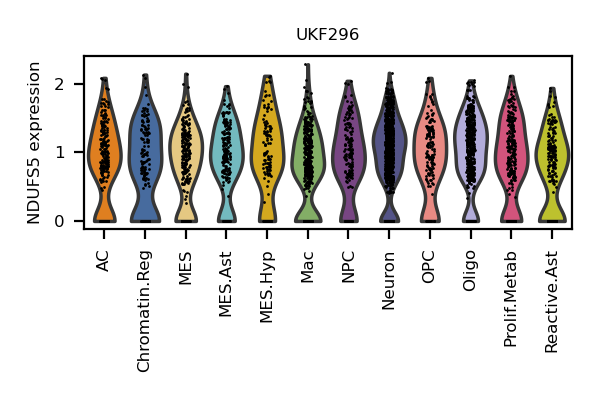 UKF296
NDUFS5 expression
2
1
0
AC
Chromatin.Reg
MES
MES.Ast
MES.Hyp
Mac
NPC
Neuron
OPC
Oligo
Prolif.Metab
Reactive.Ast